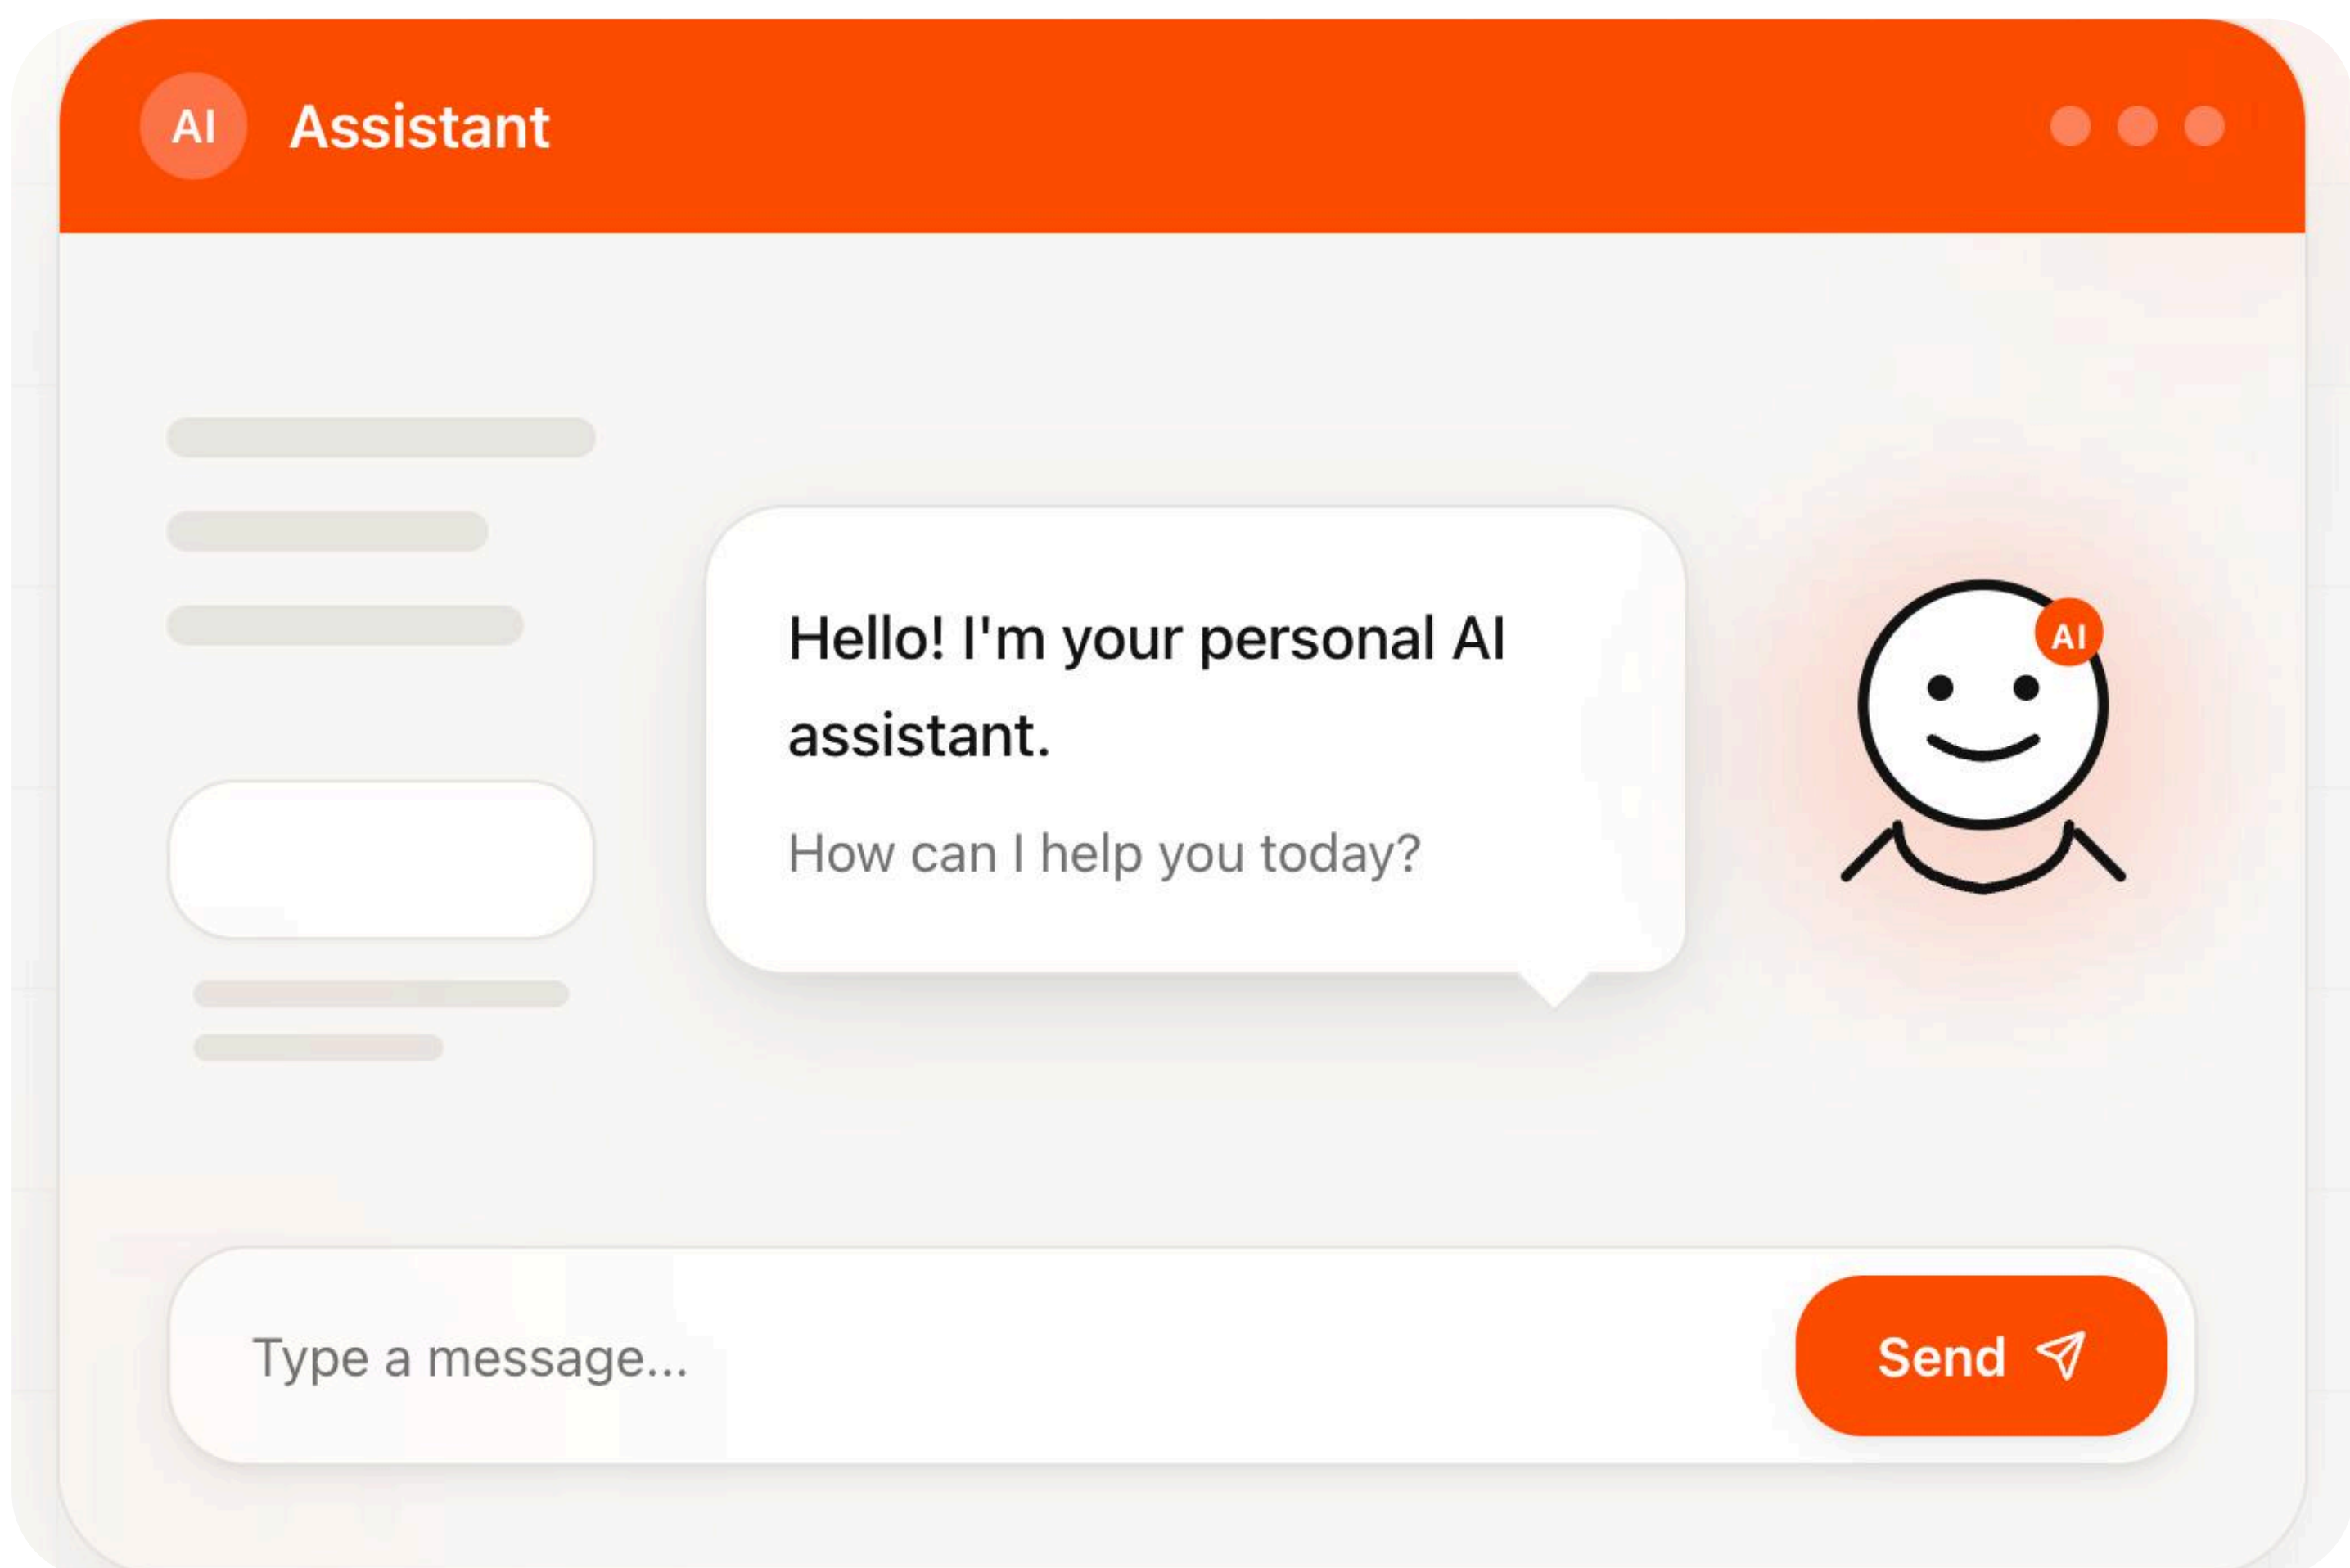 AI Assistant
Hello! I'm your personal AI
assistant.
How can I help you today?
AI
Type a message...
Send